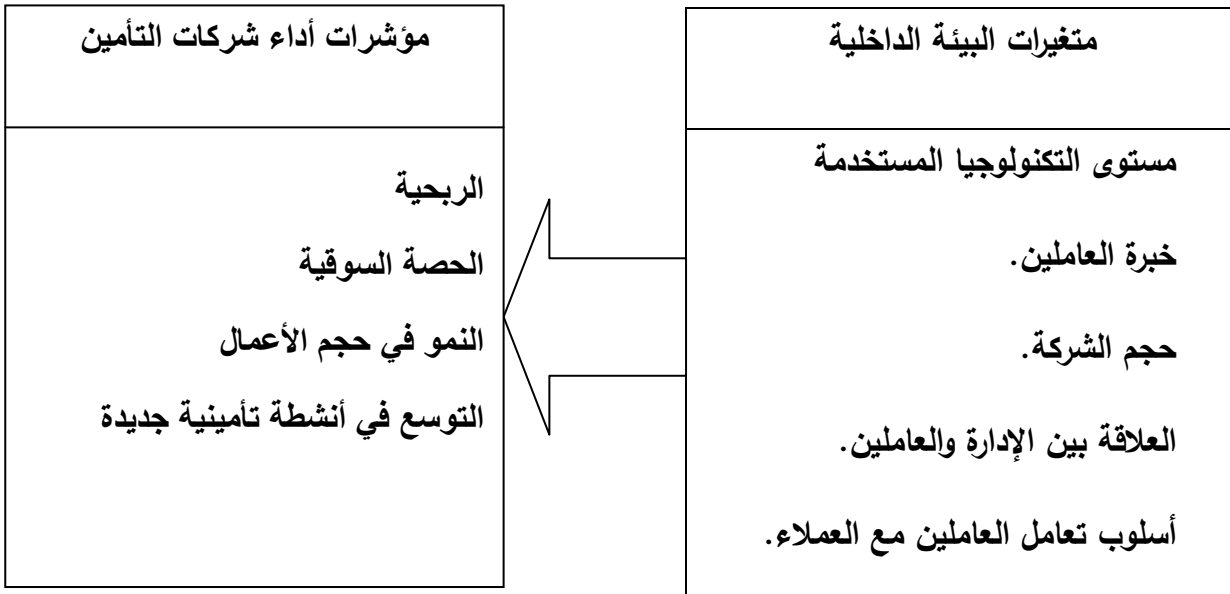 متغيرات البيئة الداخلية
مستوى التكنولوجيا المستخدمة
خبرة العاملين.
حجم الشركة.
العلاقة بين الإدارة والعاملين.
أسلوب تعامل العاملين مع العملاء.
مؤشرات أداء شركات التأمين
الربحية
الحصة السوقية
النمو في حجم الأعمال
التوسع في أنشطة تأمينية جديدة